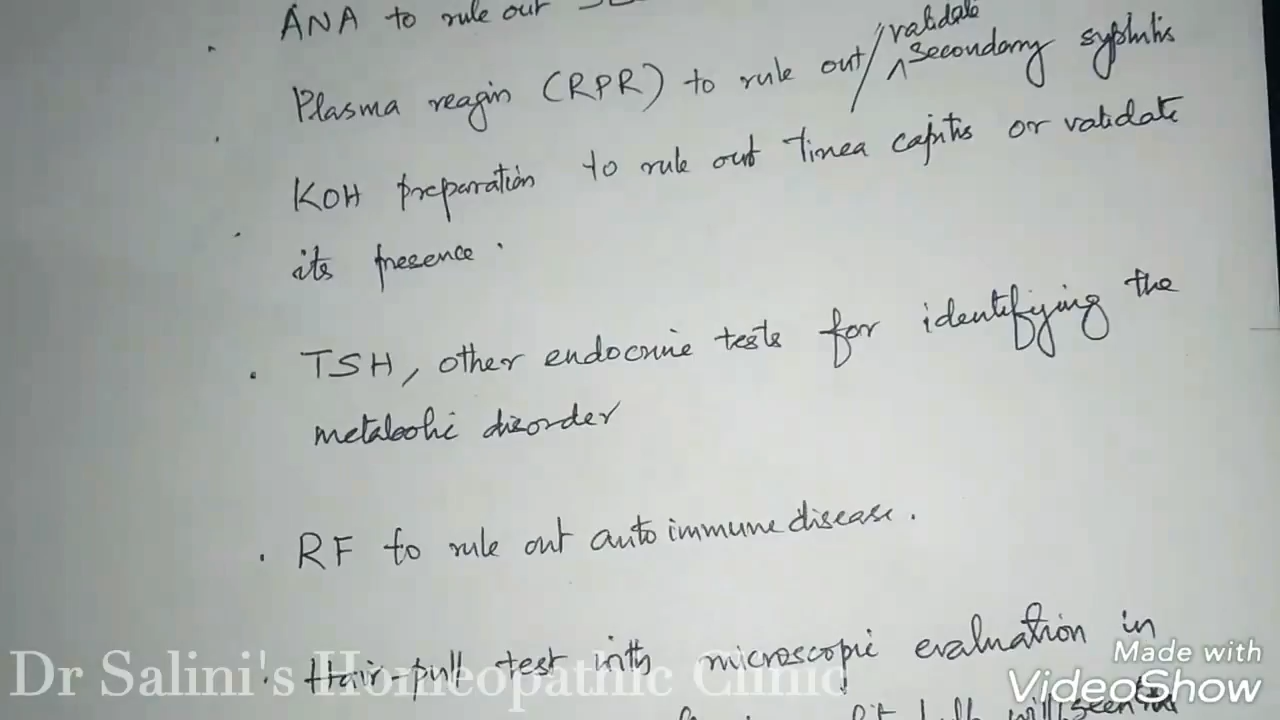 . ANA to rule out
Plasma reagin (RPR) to rule out/ validate secondary syphilis
. KOH preparation to rule out Tinea capitis or validate
. its presence.
. TSH, other endocrine tests for identifying the
metabolic disorder
. RF to rule out auto immune disease.
. Hair-pull test with microscopic evaluation in
Dr Salini's Homeopathic Clinic
Made with
VideoShow